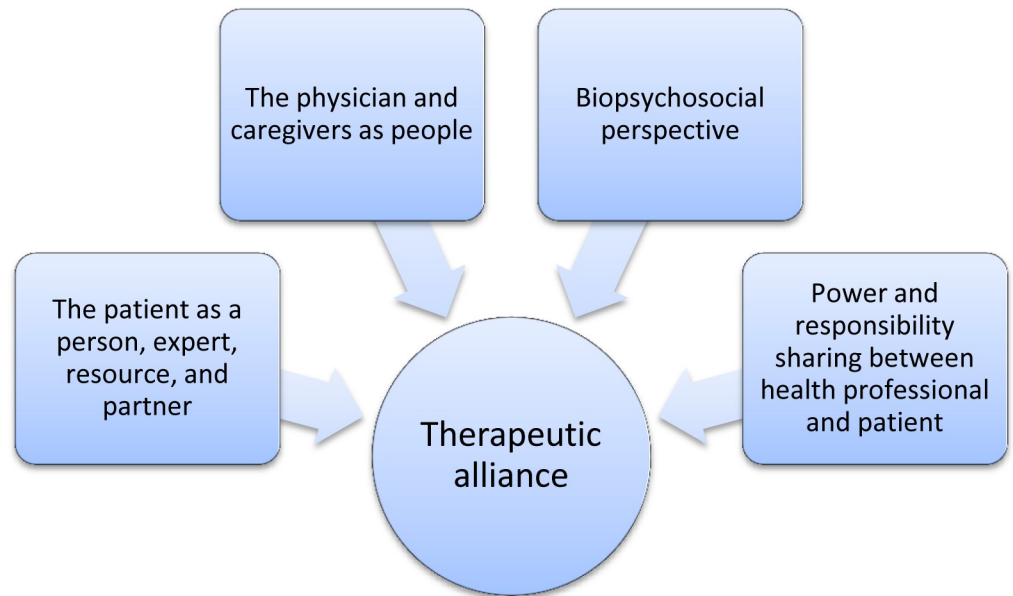 The physician and
caregivers as people
Biopsychosocial
perspective
The patient as a
person, expert,
resource, and
partner
Power and
responsibility
sharing between
health professional
and patient
Therapeutic
alliance